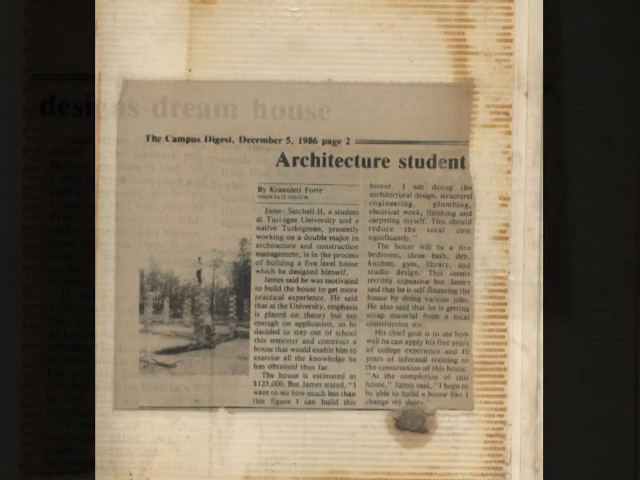 designs dream house
The Campus Digest, December 5, 1986 page 2
Architecture student
By Forte
ASSOCIATE EDITOR
James Satchell II, a student
at Tuskegee University and a
native Tuskegeean, presently
working on a double major in
architecture and construction
management, is in the process
of building a five level house
which he designed himself.
James said he was motivated
to build the house to get more
practical experience. He said
that at the University, emphasis
is placed on theory but not
enough on application, so he
decided to stay out of school
this semester and construct a
house that would enable him to
exercise all the knowledge he
has obtained thus far.
The house is estimated at
$125,000. But James stated, "I
want to see how much less than
this figure I can build this
house. I am doing the
architectural design, structural
engineering, plumbing,
electrical work, finishing and
carpeting myself. This should
reduce the total cost
significantly."
The house will be a five
bedroom, three bath, den,
kitchen, gym, library, and
studio design. This seems
terribly expensive but James
said that he is self-financing the
house by doing various jobs.
He also said that he is getting
scrap material from a local
construction site.
His chief goal is to see how
well he can apply his five years
of college experience and 10
years of informal training to
the construction of this house.
"At the completion of this
house," James said, "I hope to
be able to build a house like I
change my shoes."